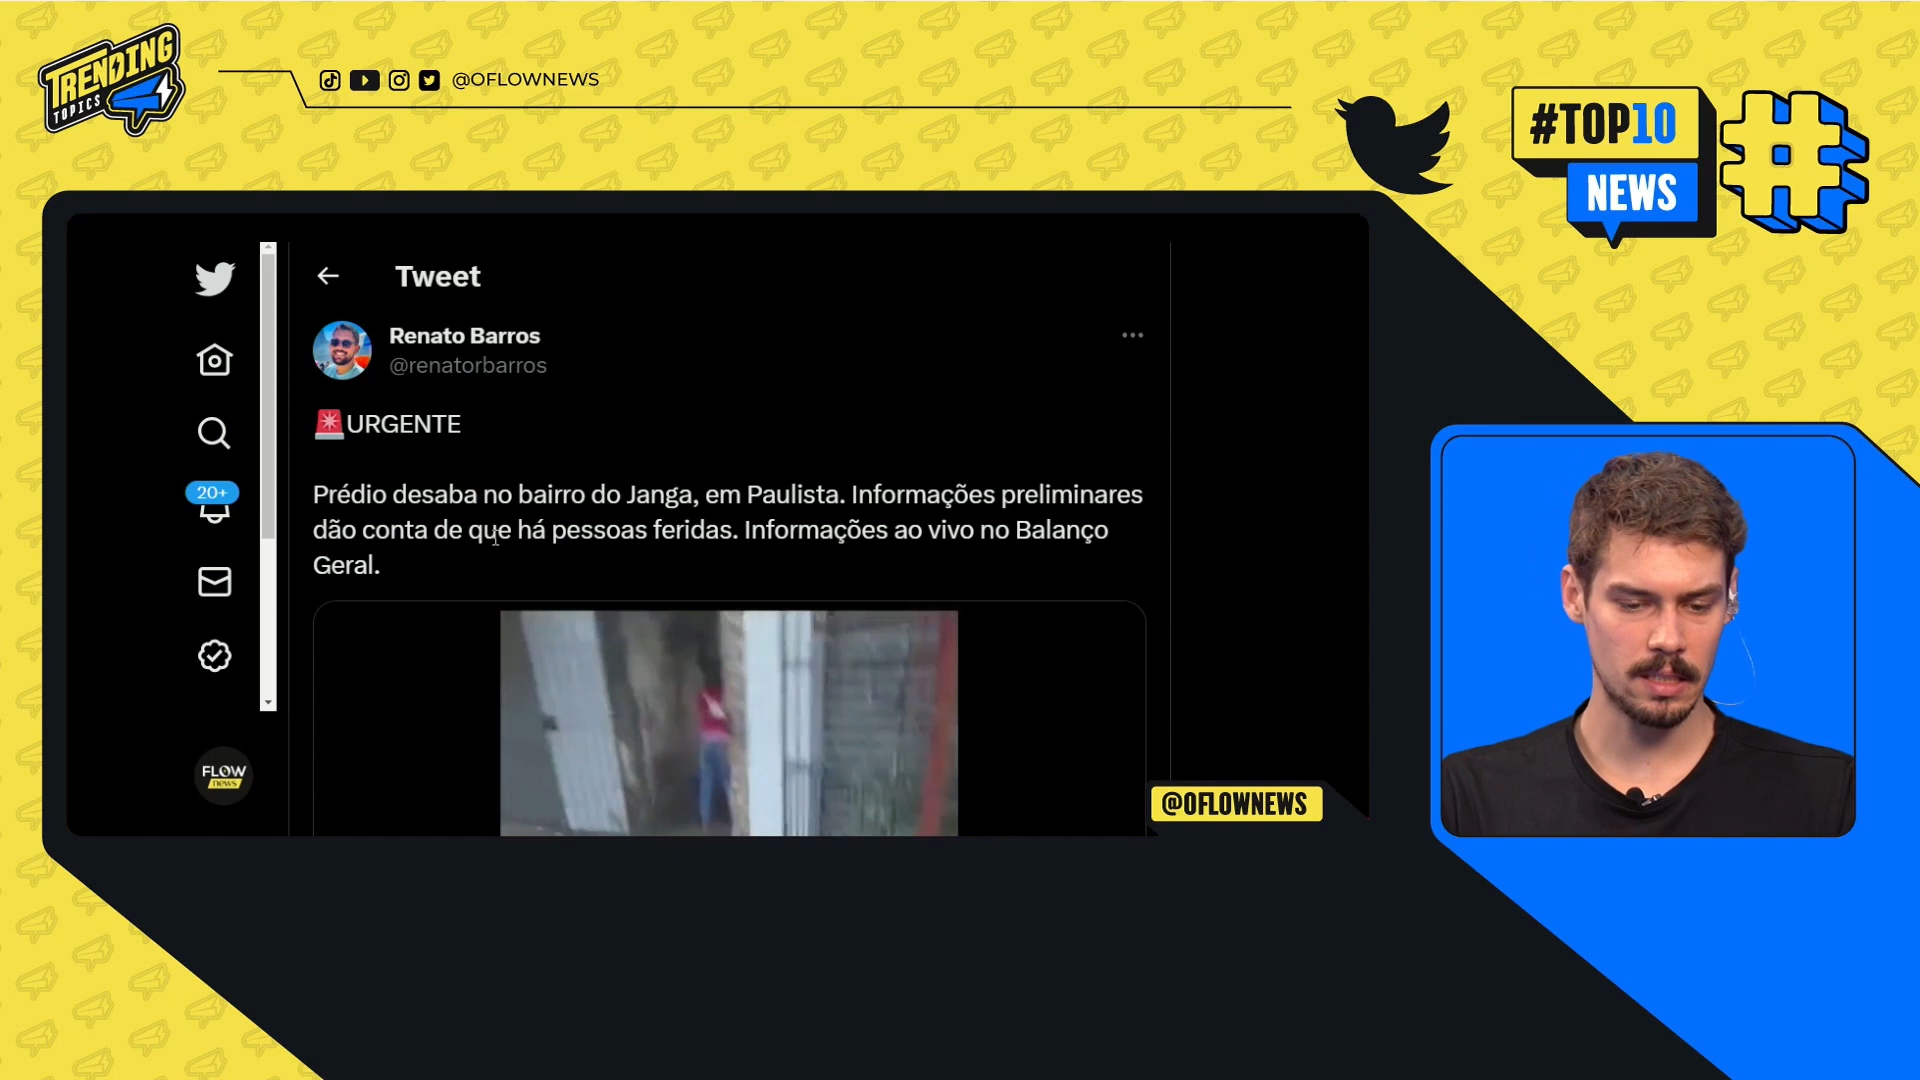 TRENDING
TOPICS
@OFLOWNEWS
#TOP10
NEWS
Tweet
Renato Barros
@renatorbarros
🚨URGENTE
20+
Prédio desaba no bairro do Janga, em Paulista. Informações preliminares
dão conta de que há pessoas feridas. Informações ao vivo no Balanço
Geral.
FLOW
news
@OFLOWNEWS